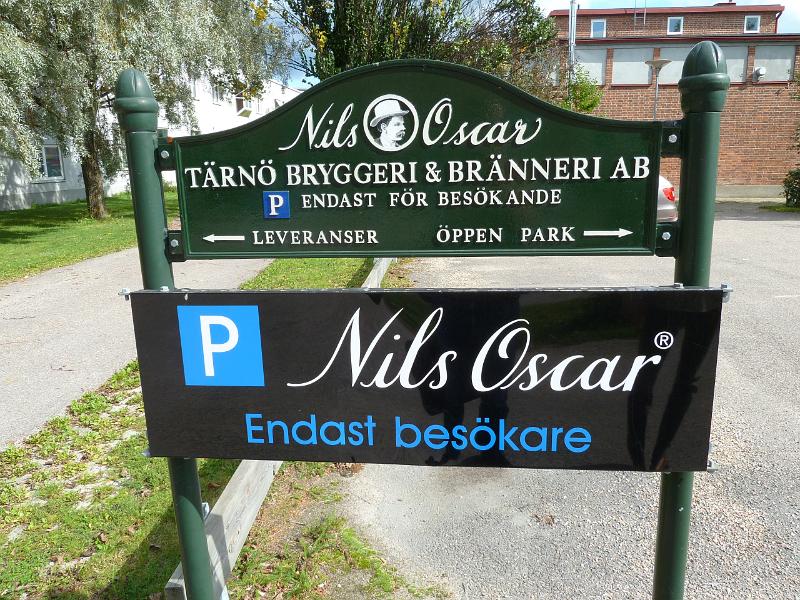 Nils Oscar
TÄRNÖ BRYGGERI & BRÄNNERI AB
P ENDAST FÖR BESÖKANDE
← LEVERANSER ÖPPEN PARK →
P Nils Oscar®
Endast besökare